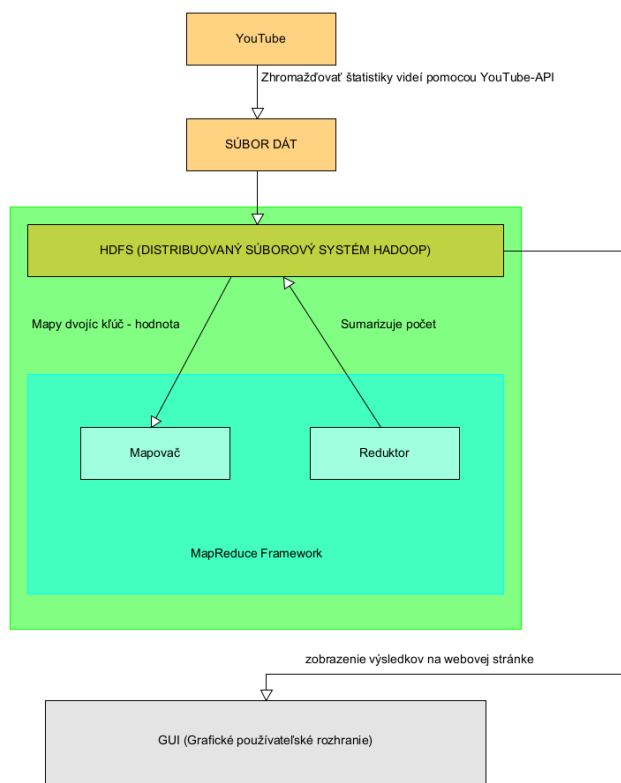 YouTube
Zhromažďovať štatistiky videí pomocou YouTube-API
SÚBOR DÁT
HDFS (DISTRIBUOVANÝ SÚBOROVÝ SYSTÉM HADOOP)
Mapy dvojíc kľúč - hodnota
Sumarizuje počet
Mapovač
Reduktor
MapReduce Framework
zobrazenie výsledkov na webovej stránke
GUI (Grafické používateľské rozhranie)